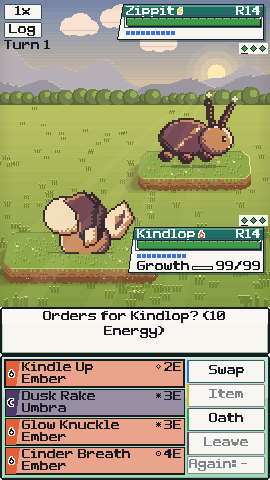 1x
Zippit R14
Log
Turn 1
Kindlop R14
Growth 99/99
Orders for Kindlop? (10
Energy)
Kindle Up 2E
Ember
Dusk Rake 3E
Umbra
Glow Knuckle 3E
Ember
Cinder Breath 4E
Ember
Swap
Item
Oath
Leave
Again:-